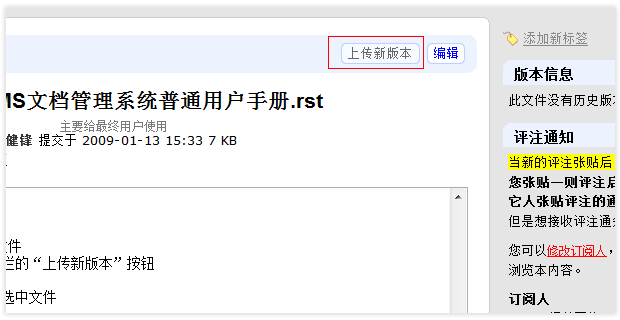 上传新版本 编辑
MS文档管理系统普通用户手册.rst
主要给最终用户使用
健锋 提交于 2009-01-13 15:33 7 KB
文件
栏的“上传新版本”按钮
选中文件
添加新标签
版本信息
此文件没有历史版
评注通知
当新的评注张贴后
您张贴一则评注后
它人张贴评注的通
但是想接收评注通
您可以修改订阅人，
浏览本内容。
订阅人